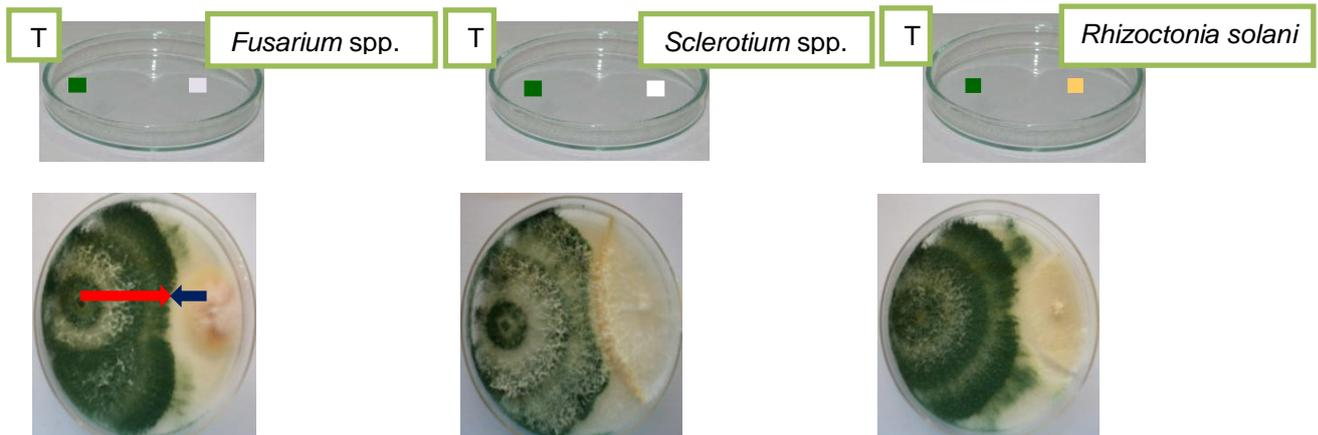 T
Fusarium spp.
T
Sclerotium spp.
T
Rhizoctonia solani